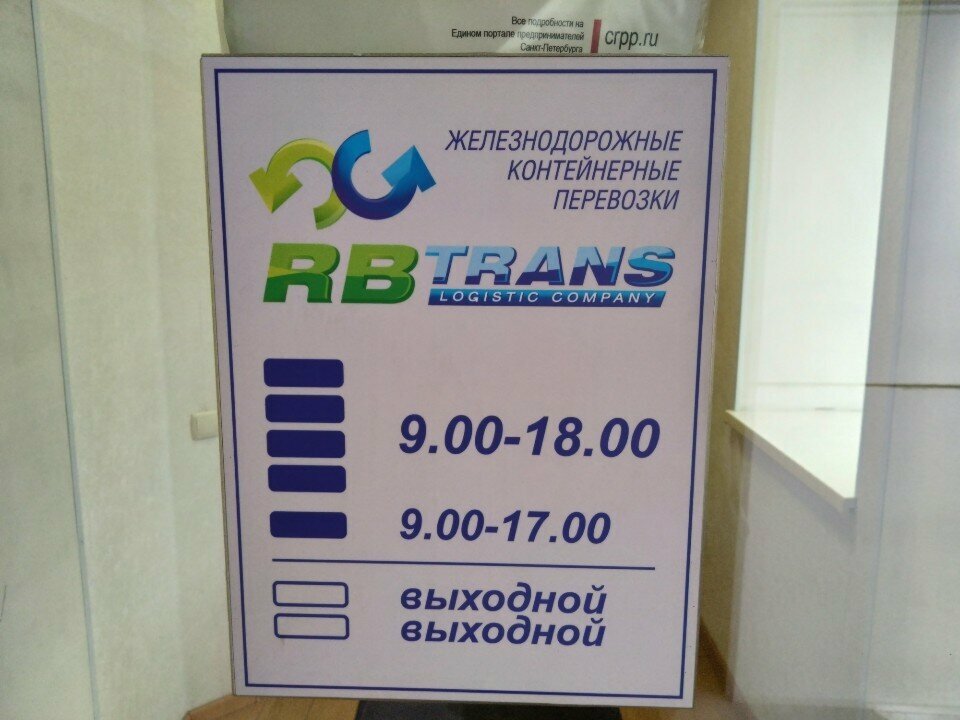 Все подробности на
Едином портале предпринимателей
Санкт-Петербурга
crpp.ru
ЖЕЛЕЗНОДОРОЖНЫЕ
КОНТЕЙНЕРНЫЕ
ПЕРЕВОЗКИ
RBTRANS
LOGISTIC COMPANY
9.00-18.00
9.00-17.00
выходной
выходной